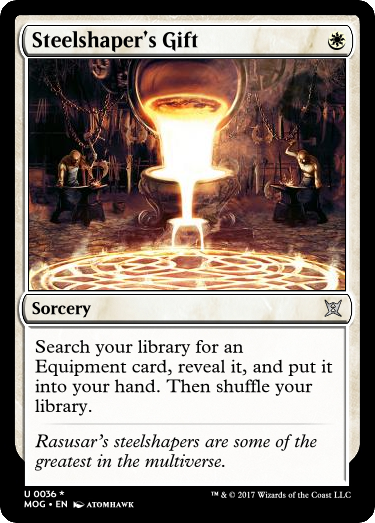 Steelshaper's Gift
Sorcery
Search your library for an
Equipment card, reveal it, and put it
into your hand. Then shuffle your
library.
Rasusar's steelshapers are some of the
greatest in the multiverse.
U 0036 *
MOG • EN ATOMHAWK
™ & © 2017 Wizards of the Coast LLC